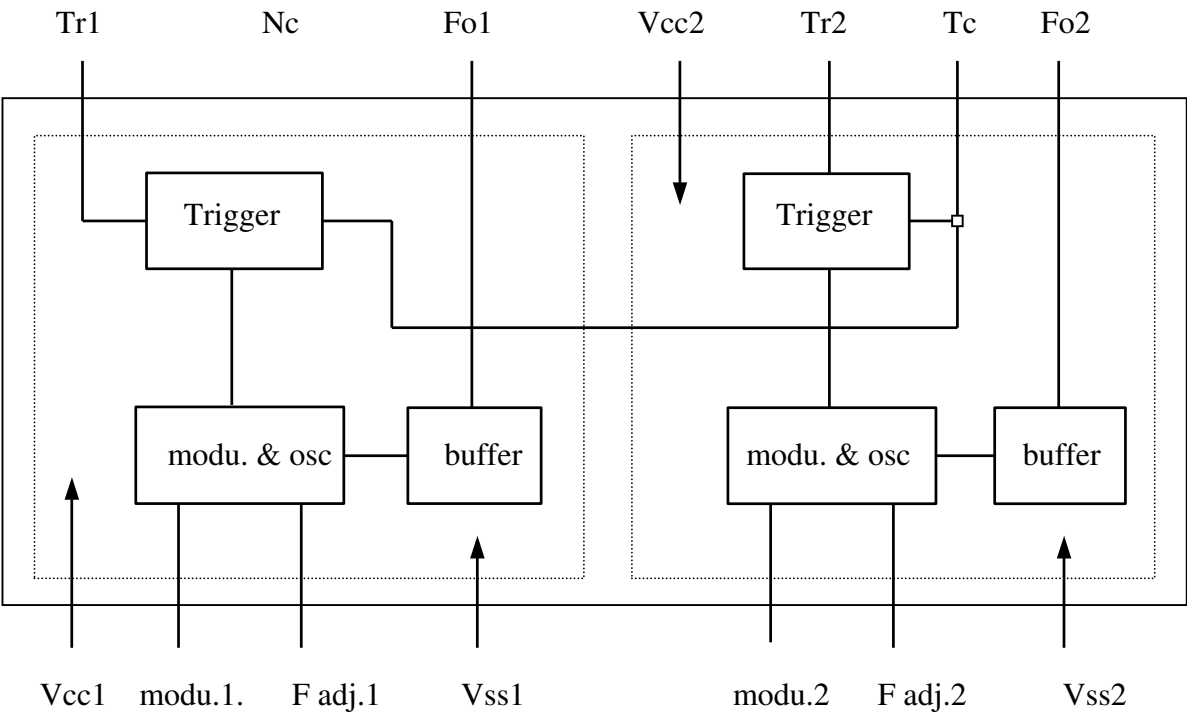 Tr1 Nc Fo1 Vcc2 Tr2 Tc Fo2
Trigger Trigger
modu. & osc buffer modu. & osc buffer
Vcc1 modu.1. F adj.1 Vss1 modu.2 F adj.2 Vss2